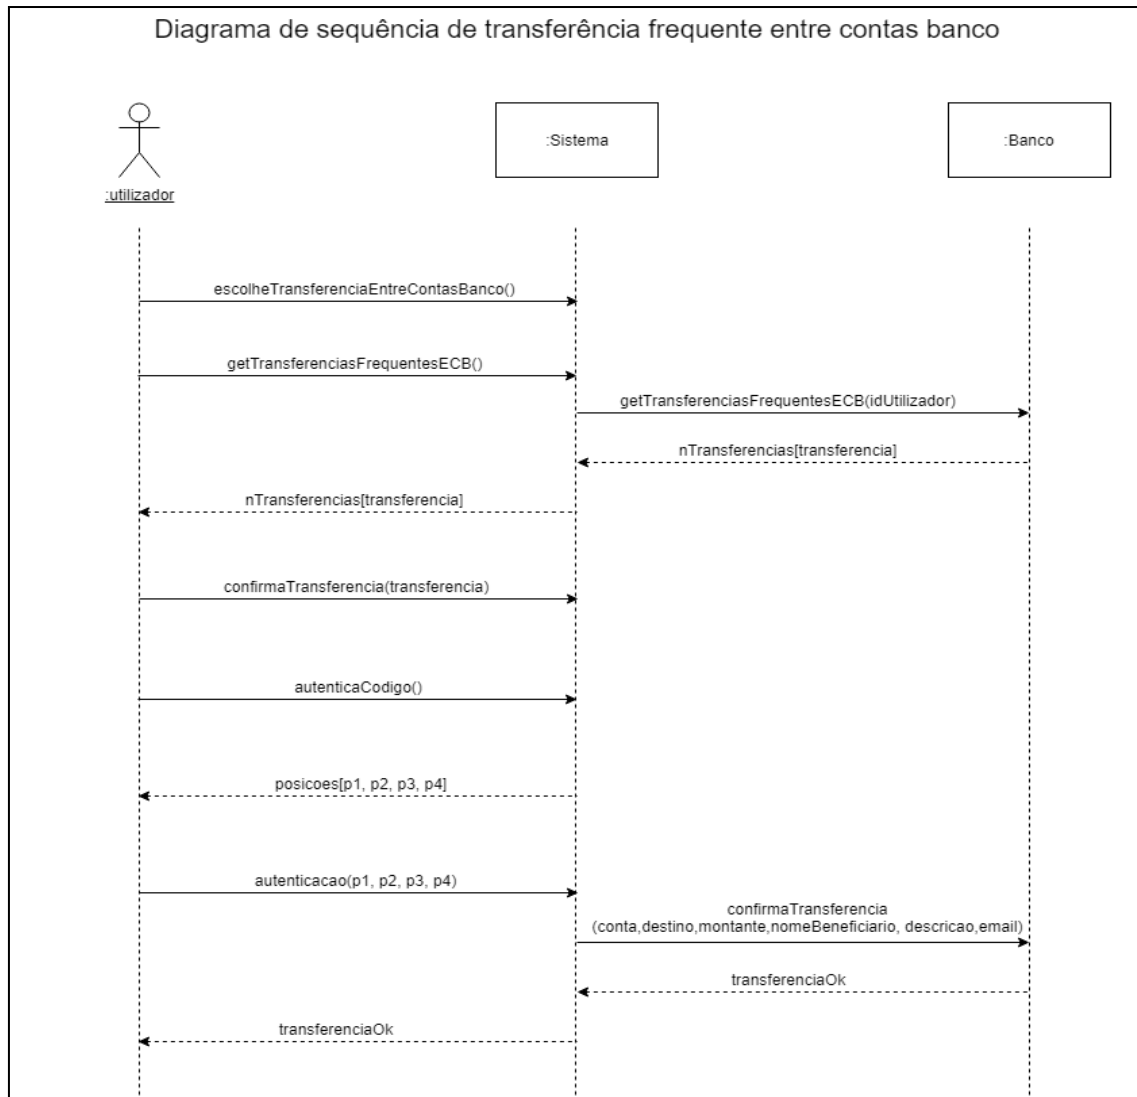 Diagrama de sequência de transferência frequente entre contas banco
:utilizador
:Sistema
:Banco
escolheTransferenciaEntreContasBanco()
getTransferenciasFrequentesECB()
getTransferenciasFrequentesECB(idUtilizador)
nTransferencias[transferencia]
nTransferencias[transferencia]
confirmaTransferencia(transferencia)
autenticaCodigo()
posicoes[p1, p2, p3, p4]
autenticacao(p1, p2, p3, p4)
confirmaTransferencia
(conta,destino,montante,nomeBeneficiario, descricao,email)
transferenciaOk
transferenciaOk